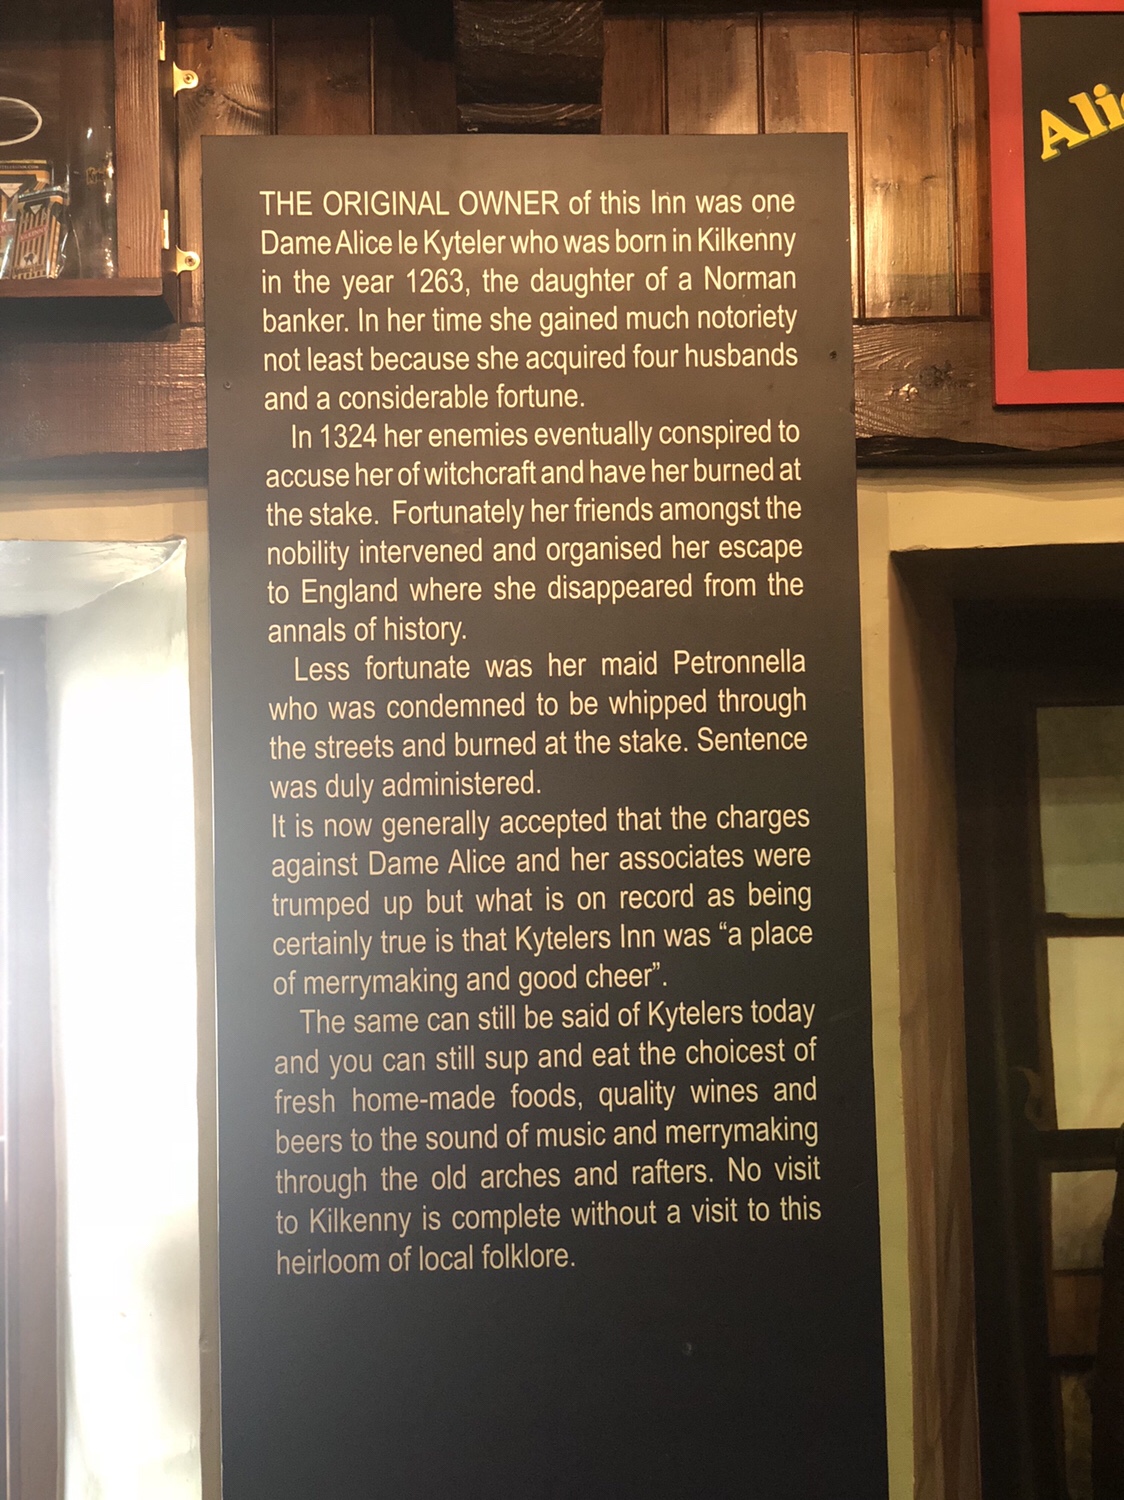 THE ORIGINAL OWNER of this Inn was one
Dame Alice le Kyteler who was born in Kilkenny
in the year 1263, the daughter of a Norman
banker. In her time she gained much notoriety
not least because she acquired four husbands
and a considerable fortune.
In 1324 her enemies eventually conspired to
accuse her of witchcraft and have her burned at
the stake. Fortunately her friends amongst the
nobility intervened and organised her escape
to England where she disappeared from the
annals of history.
Less fortunate was her maid Petronnella
who was condemned to be whipped through
the streets and burned at the stake. Sentence
was duly administered.
It is now generally accepted that the charges
against Dame Alice and her associates were
trumped up but what is on record as being
certainly true is that Kytelers Inn was “a place
of merrymaking and good cheer”.
The same can still be said of Kytelers today
and you can still sup and eat the choicest of
fresh home-made foods, quality wines and
beers to the sound of music and merrymaking
through the old arches and rafters. No visit
to Kilkenny is complete without a visit to this
heirloom of local folklore.